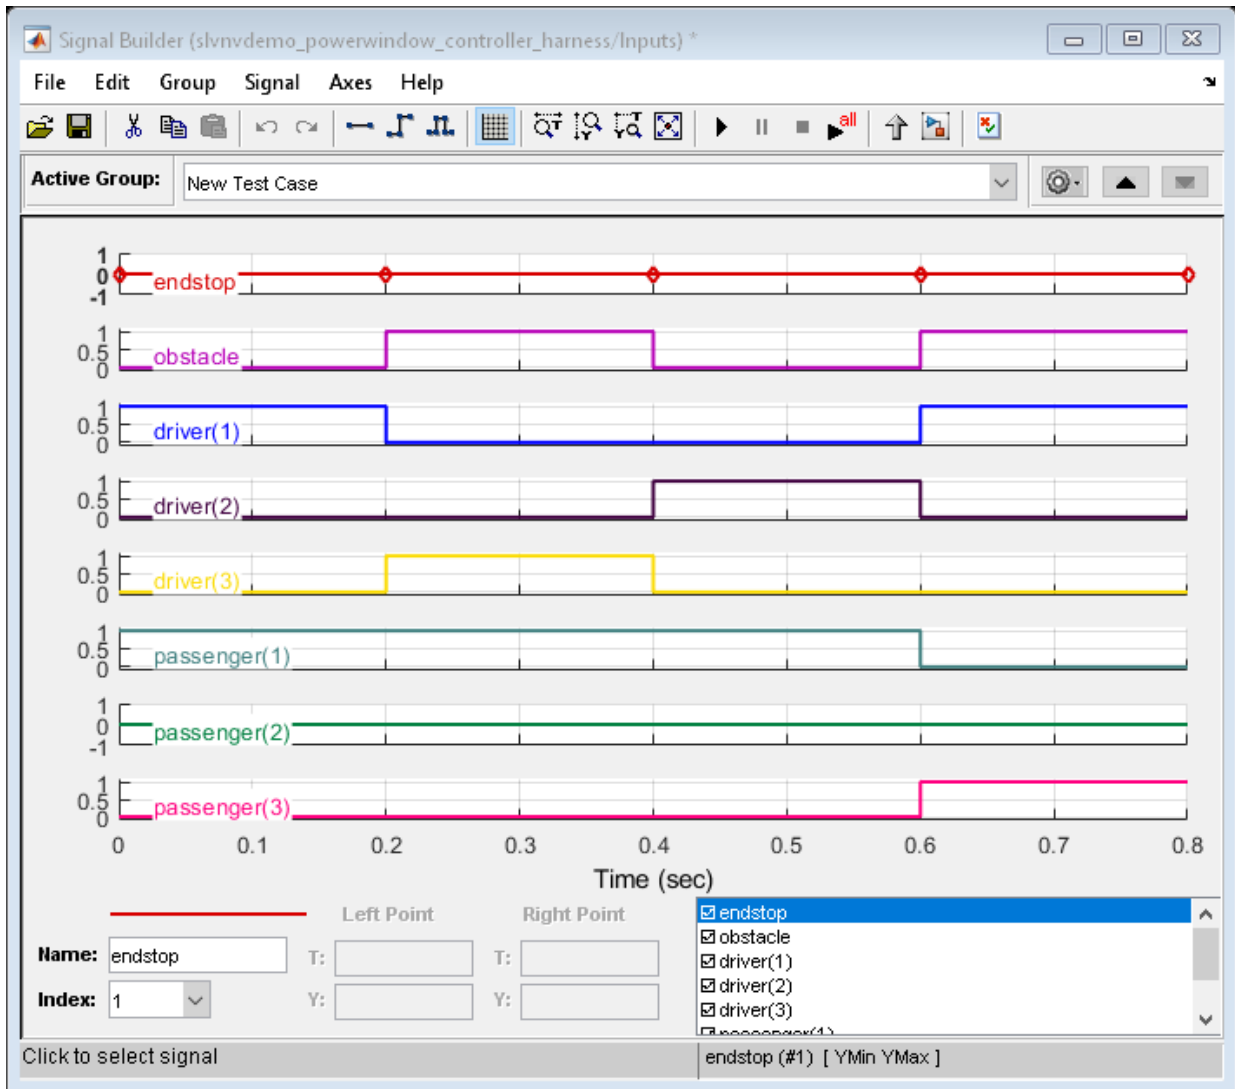 Signal Builder (slvnvdemo_powerwindow_controller_harness/Inputs) *
File Edit Group Signal Axes Help
all
Active Group: New Test Case
1
0
-1
endstop
1
0.5
0
obstacle
1
0.5
0
driver(1)
1
0.5
0
driver(2)
1
0.5
0
driver(3)
1
0.5
0
passenger(1)
1
0
-1
passenger(2)
1
0.5
0
passenger(3)
0 0.1 0.2 0.3 0.4 0.5 0.6 0.7 0.8
Time (sec)
Left Point Right Point
Name: endstop T: T:
Index: 1 Y: Y:
endstop
obstacle
driver(1)
driver(2)
driver(3)
passenger(1)
Click to select signal
endstop (#1) [ YMin YMax ]